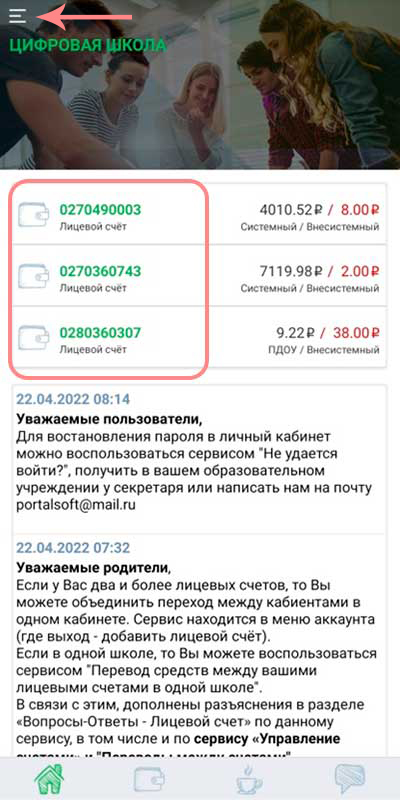 ЦИФРОВАЯ ШКОЛА
0270490003
Лицевой счёт
4010.52₽ / 8.00₽
Системный / Внесистемный
0270360743
Лицевой счёт
7119.98₽ / 2.00₽
Системный / Внесистемный
0280360307
Лицевой счёт
9.22₽ / 38.00₽
ПДОУ / Внесистемный
22.04.2022 08:14
Уважаемые пользователи,
Для востановления пароля в личный кабинет
можно воспользоваться сервисом "Не удается
войти?", получить в вашем образовательном
учреждении у секретаря или написать нам на почту
portalsoft@mail.ru
22.04.2022 07:32
Уважаемые родители,
Если у Вас два и более лицевых счетов, то Вы
можете объединить переход между кабиентами в
одном кабинете. Сервис находится в меню аккаунта
(где выход - добавить лицевой счёт).
Если в одной школе, то Вы можете воспользоваться
сервисом "Перевод средств между вашими
лицевыми счетами в одной школе".
В связи с этим, дополнены разъяснения в разделе
«Вопросы-Ответы - Лицевой счет» по данному
сервису, в том числе и по сервису «Управление
счетами» и "Переводы между счетами"